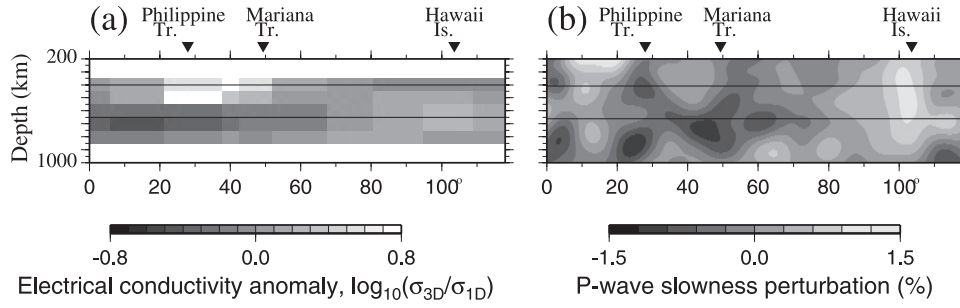 (a)
Philippine
Tr.
Mariana
Tr.
Hawaii
Is.
Depth (km)
200
1000
0 20 40 60 80 100°
-0.8 0.0 0.8
Electrical conductivity anomaly, log10(σ3D/σ1D)
(b)
Philippine
Tr.
Mariana
Tr.
Hawaii
Is.
0 20 40 60 80 100°
-1.5 0.0 1.5
P-wave slowness perturbation (%)